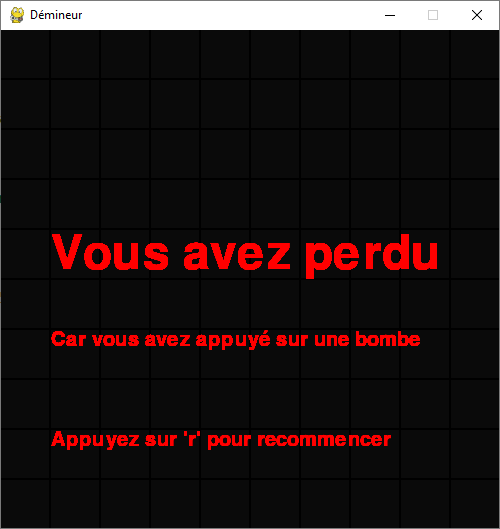 Démineur
Vous avez perdu
Car vous avez appuyé sur une bombe
Appuyez sur 'r' pour recommencer